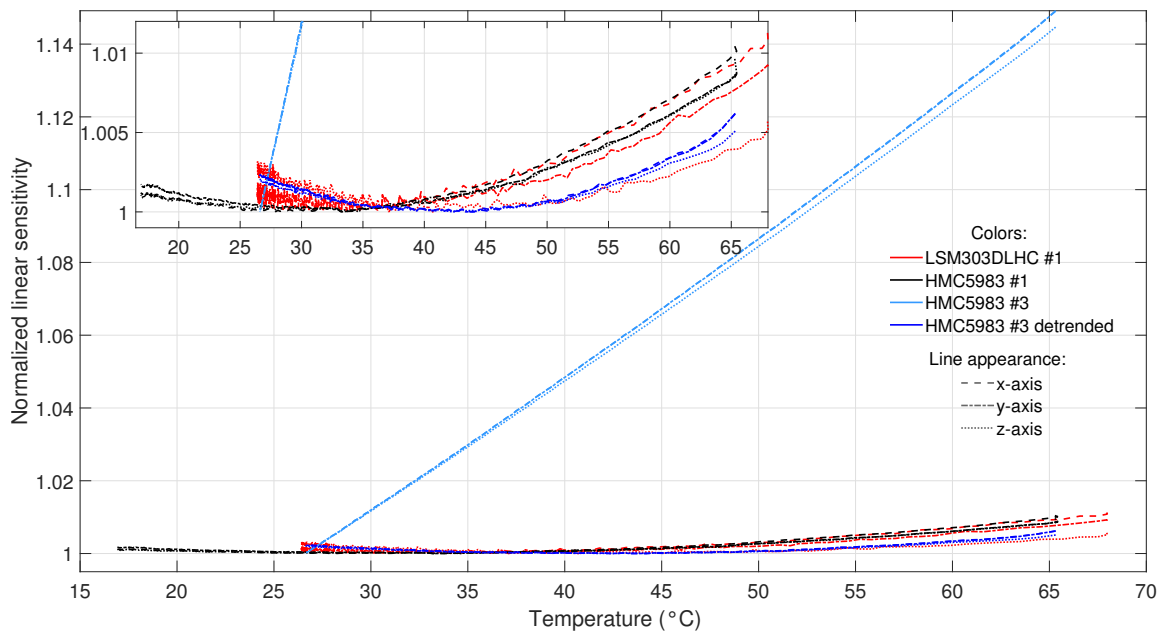 1.01
1.005
1
20 25 30 35 40 45 50 55 60 65
1.14
1.12
1.1
1.08
1.06
1.04
1.02
1
Normalized linear sensitivity
Colors:
LSM303DLHC #1
HMC5983 #1
HMC5983 #3
HMC5983 #3 detrended
Line appearance:
x-axis
y-axis
z-axis
15 20 25 30 35 40 45 50 55 60 65 70
Temperature (°C)